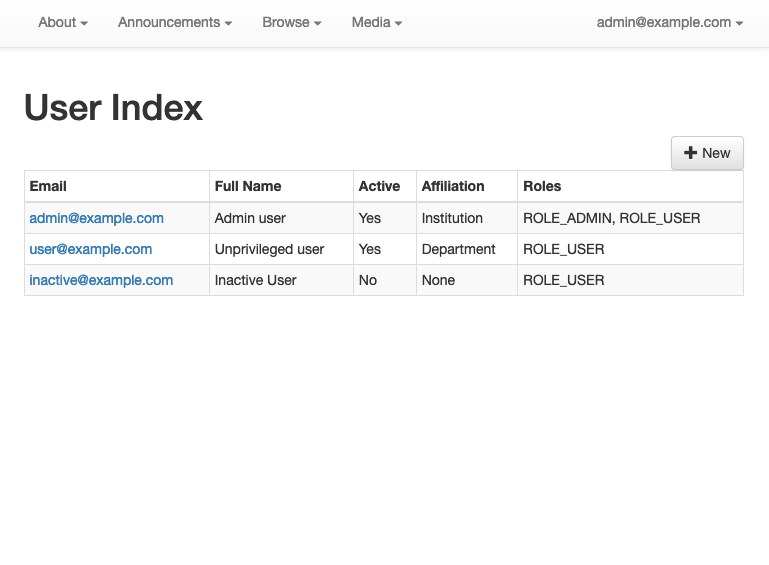 About Announcements Browse Media admin@example.com
User Index
New
Email Full Name Active Affiliation Roles
admin@example.com Admin user Yes Institution ROLE_ADMIN, ROLE_USER
user@example.com Unprivileged user Yes Department ROLE_USER
inactive@example.com Inactive User No None ROLE_USER